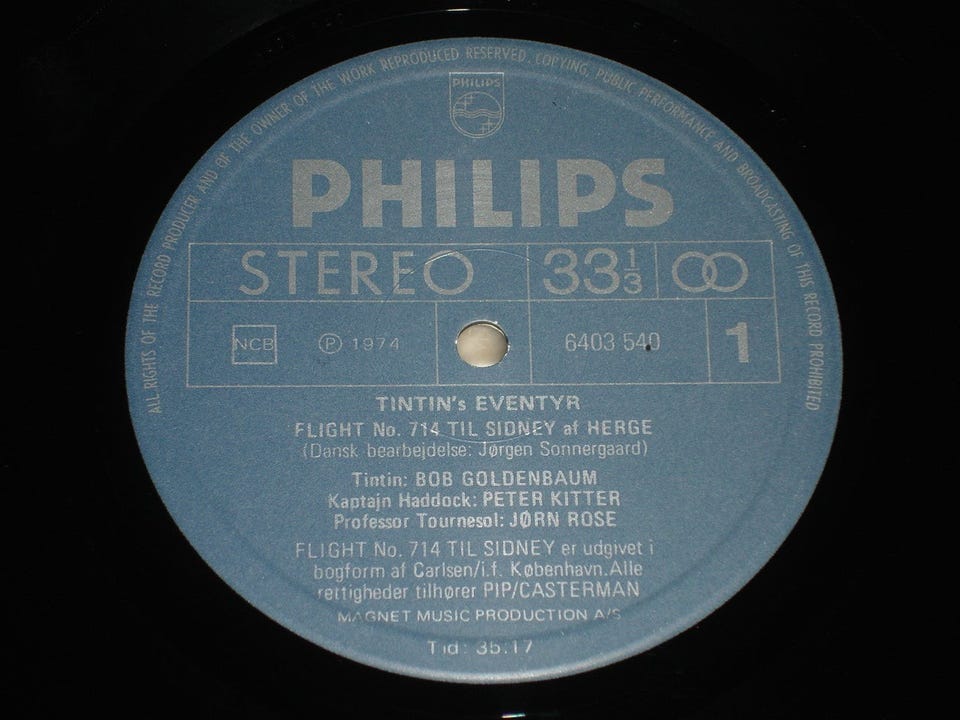 ALL RIGHTS OF THE RECORD PRODUCER AND OF THE OWNER OF THE WORK REPRODUCED RESERVED. COPYING, PUBLIC PERFORMANCE AND BROADCASTING OF THIS RECORD PROHIBITED
PHILIPS
PHILIPS
STEREO 33 1/3
NCB ℗ 1974 6403 540 1
TINTIN's EVENTYR
FLIGHT No. 714 TIL SIDNEY af HERGE
(Dansk bearbejdelse: Jørgen Sonnergaard)
Tintin: BOB GOLDENBAUM
Kaptajn Haddock: PETER KITTER
Professor Tournesol: JØRN ROSE
FLIGHT No. 714 TIL SIDNEY er udgivet i
bogform af Carlsen/i.f. København.Alle
rettigheder tilhører PIP/CASTERMAN
MAGNET MUSIC PRODUCTION A/S
Tid: 35:17